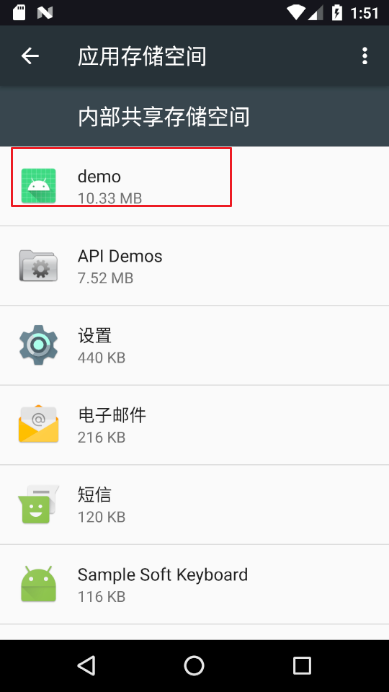 1:51
应用存储空间
内部共享存储空间
demo
10.33 MB
API Demos
7.52 MB
设置
440 KB
@
电子邮件
216 KB
短信
120 KB
Sample Soft Keyboard
116 KB